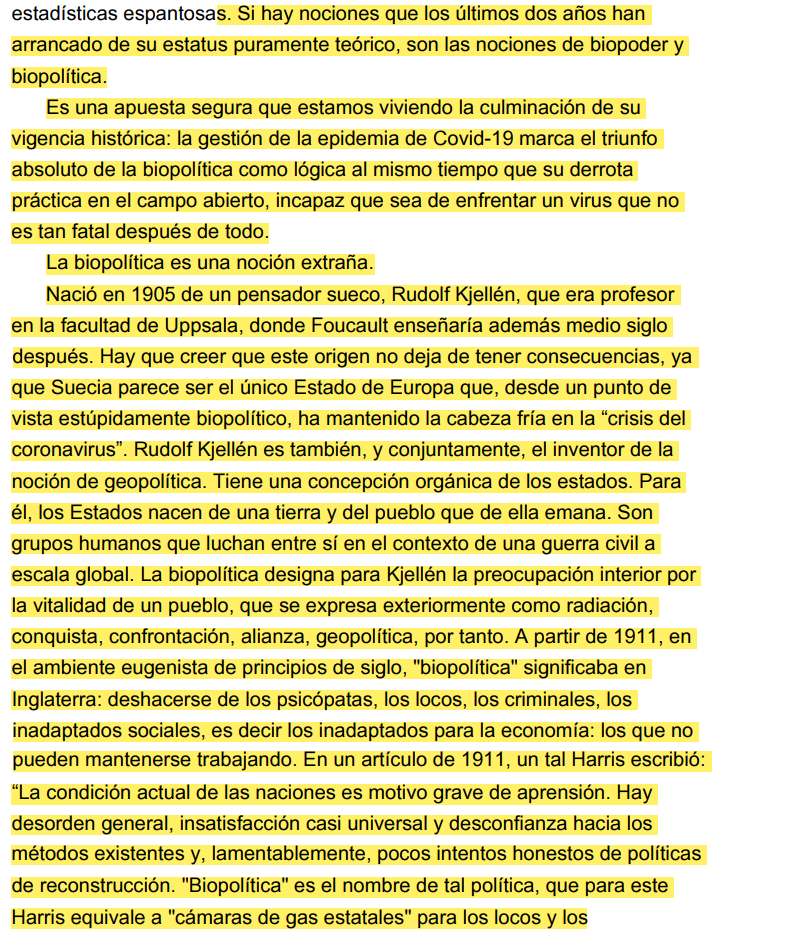 estadísticas espantosas. Si hay nociones que los últimos dos años han
arrancado de su estatus puramente teórico, son las nociones de biopoder y
biopolítica.
Es una apuesta segura que estamos viviendo la culminación de su
vigencia histórica: la gestión de la epidemia de Covid-19 marca el triunfo
absoluto de la biopolítica como lógica al mismo tiempo que su derrota
práctica en el campo abierto, incapaz que sea de enfrentar un virus que no
es tan fatal después de todo.
La biopolítica es una noción extraña.
Nació en 1905 de un pensador sueco, Rudolf Kjellén, que era profesor
en la facultad de Uppsala, donde Foucault enseñaría además medio siglo
después. Hay que creer que este origen no deja de tener consecuencias, ya
que Suecia parece ser el único Estado de Europa que, desde un punto de
vista estúpidamente biopolítico, ha mantenido la cabeza fría en la “crisis del
coronavirus”. Rudolf Kjellén es también, y conjuntamente, el inventor de la
noción de geopolítica. Tiene una concepción orgánica de los estados. Para
él, los Estados nacen de una tierra y del pueblo que de ella emana. Son
grupos humanos que luchan entre sí en el contexto de una guerra civil a
escala global. La biopolítica designa para Kjellén la preocupación interior por
la vitalidad de un pueblo, que se expresa exteriormente como radiación,
conquista, confrontación, alianza, geopolítica, por tanto. A partir de 1911, en
el ambiente eugenista de principios de siglo, "biopolítica" significaba en
Inglaterra: deshacerse de los psicópatas, los locos, los criminales, los
inadaptados sociales, es decir los inadaptados para la economía: los que no
pueden mantenerse trabajando. En un artículo de 1911, un tal Harris escribió:
“La condición actual de las naciones es motivo grave de aprensión. Hay
desorden general, insatisfacción casi universal y desconfianza hacia los
métodos existentes y, lamentablemente, pocos intentos honestos de políticas
de reconstrucción. "Biopolítica" es el nombre de tal política, que para este
Harris equivale a "cámaras de gas estatales" para los locos y los